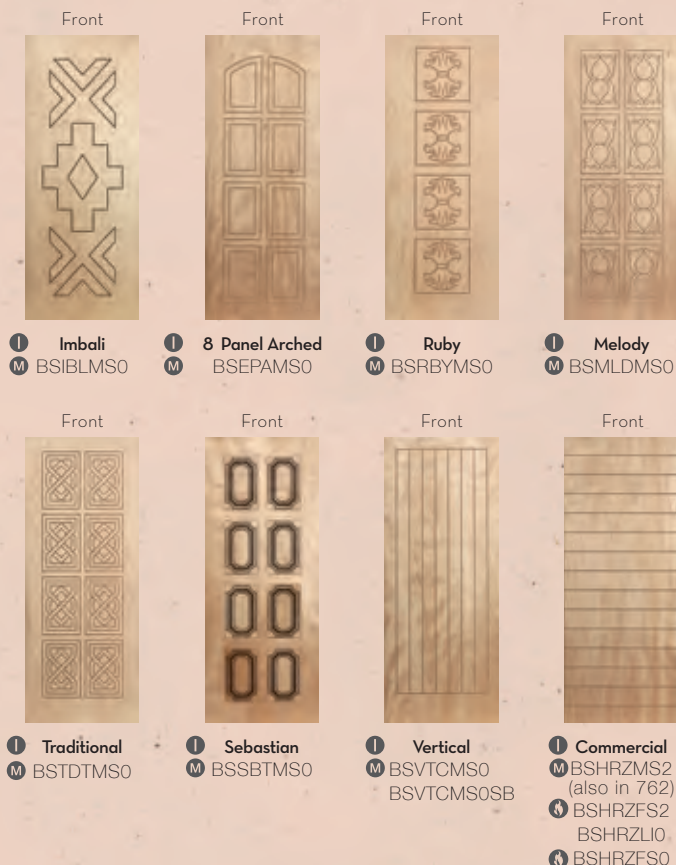 Front Front Front Front
I Imbali I 8 Panel Arched I Ruby I Melody
M BSIBLMS0 M BSEPAMS0 M BSRBYMS0 M BSMLDMS0
Front Front Front Front
I Traditional I Sebastian I Vertical I Commercial
M BSTDTMS0 M BSSBTMS0 M BSVTCMS0 M BSHRZMS2
BSVTCMS0SB (also in 762)
BSHRZFS2
BSHRZLI0
BSHRZFS0